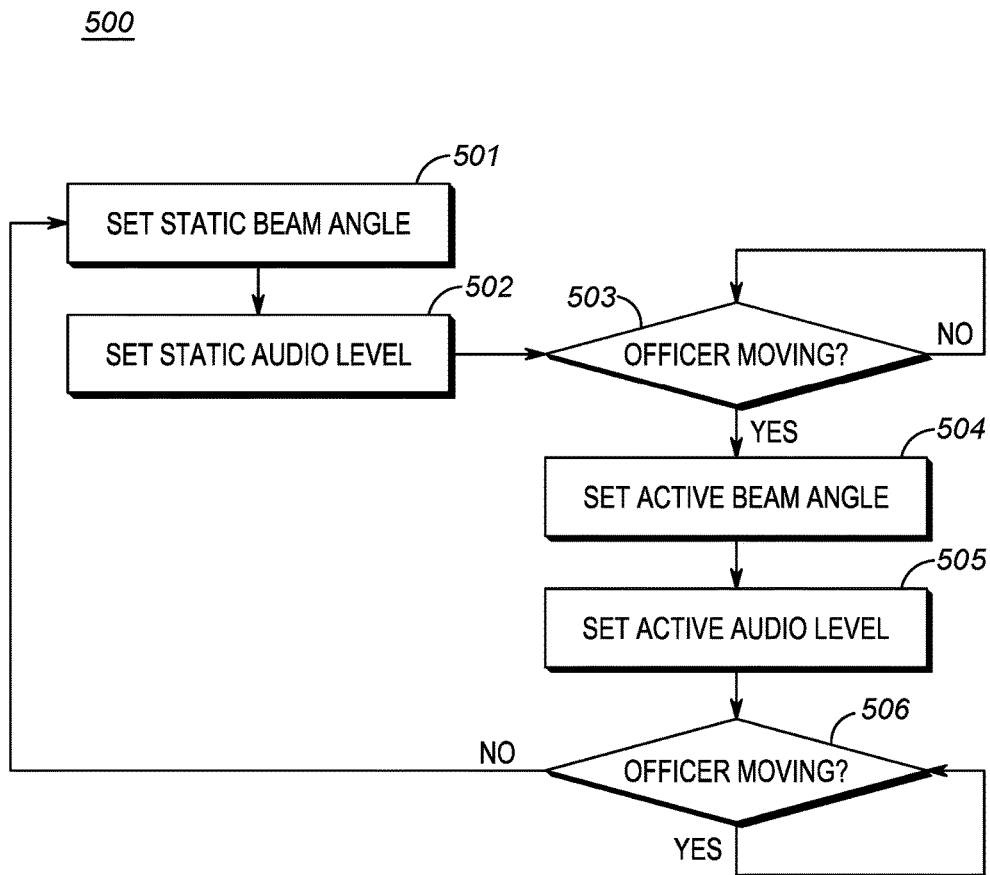 500
501
SET STATIC BEAM ANGLE
502
SET STATIC AUDIO LEVEL
503
OFFICER MOVING?
NO
YES
504
SET ACTIVE BEAM ANGLE
505
SET ACTIVE AUDIO LEVEL
506
NO
OFFICER MOVING?
YES